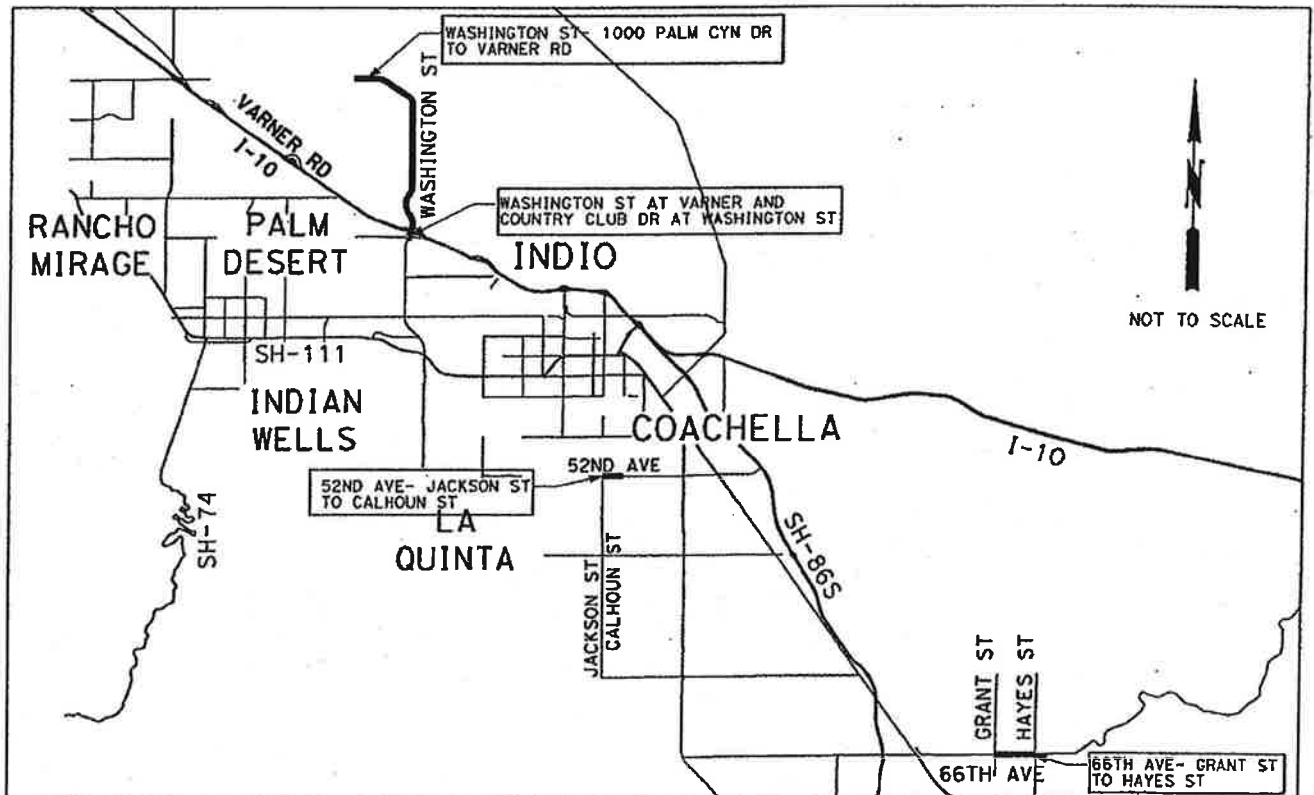 WASHINGTON ST- 1000 PALM CYN DR
TO VARNER RD
WASHINGTON ST
VARNER RD
I-10
N
NOT TO SCALE
WASHINGTON ST AT VARNER AND
COUNTRY CLUB DR AT WASHINGTON ST
RANCHO
MIRAGE
PALM
DESERT
INDIO
SH-111
INDIAN
WELLS
COACHELLA
I-10
52ND AVE
52ND AVE- JACKSON ST
TO CALHOUN ST
LA
QUINTA
SH-74
JACKSON ST
CALHOUN ST
SH-86S
GRANT ST
HAYES ST
66TH AVE
66TH AVE- GRANT ST
TO HAYES ST